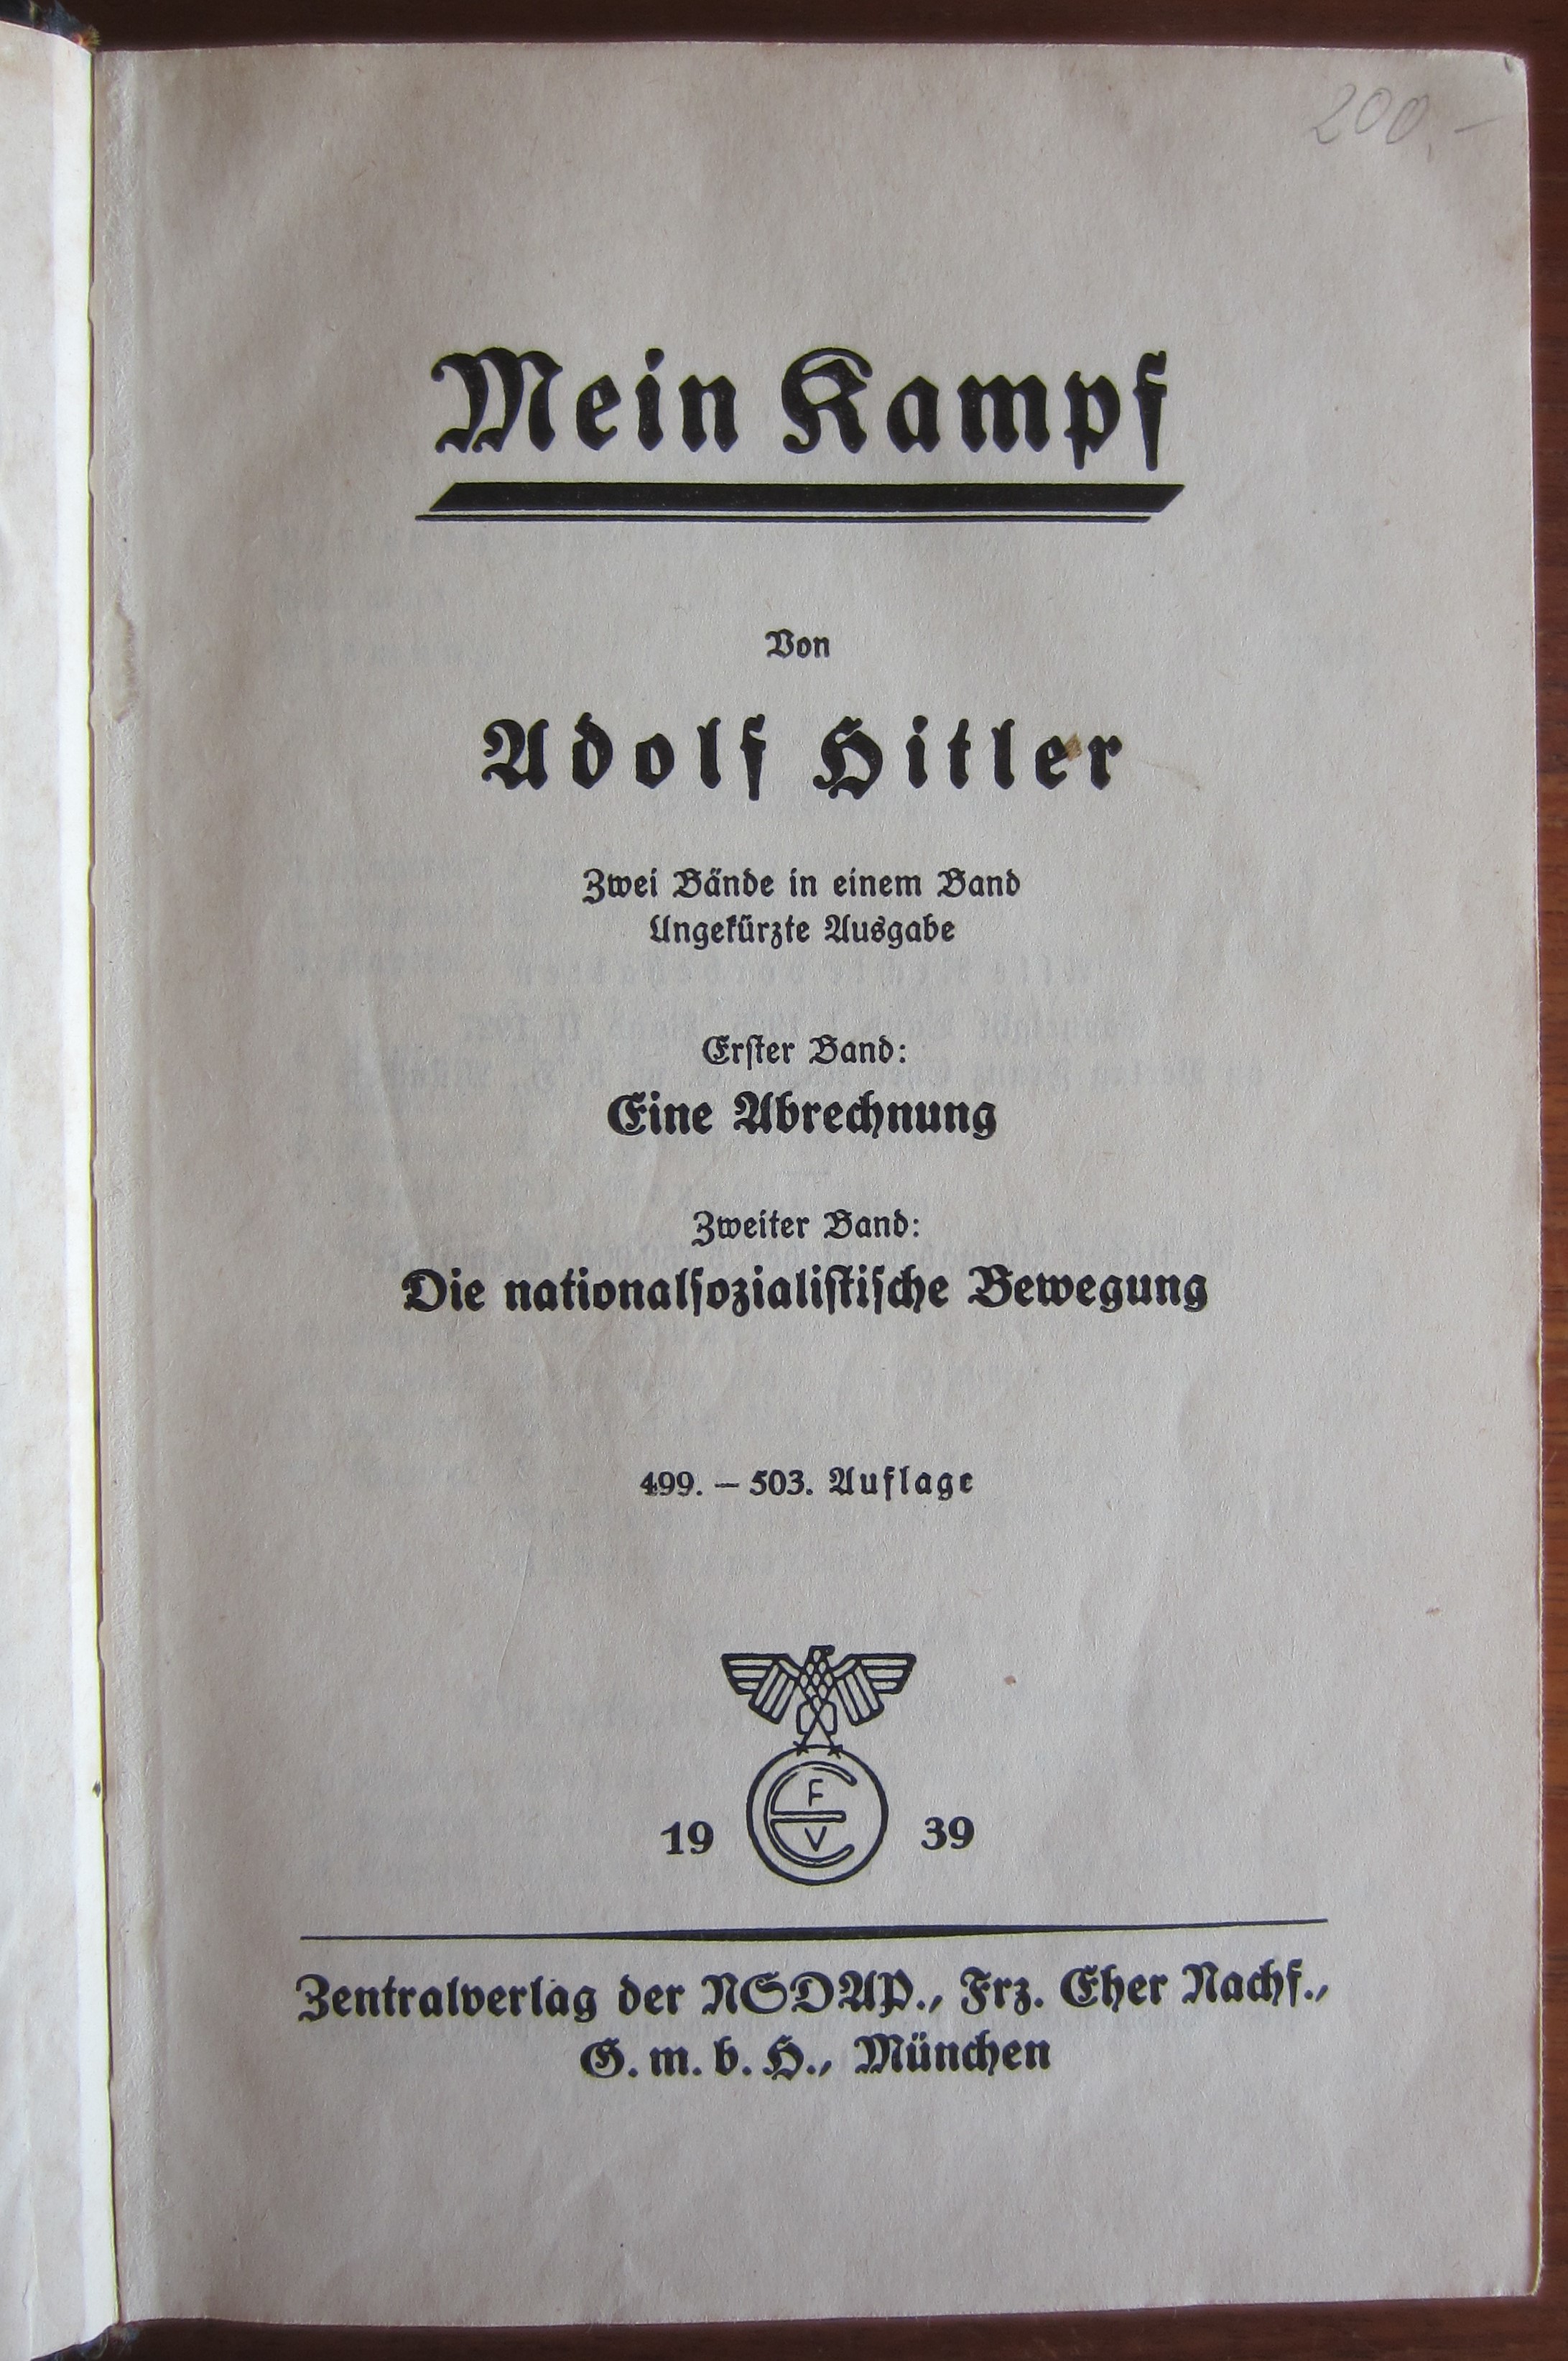 200,-
Mein Kampf
Von
Adolf Hitler
Zwei Bände in einem Band
Ungekürzte Ausgabe
Erſter Band:
Eine Abrechnung
Zweiter Band:
Die nationalſozialiſtiſche Bewegung
499. – 503. Auflage
F
E
V
19 39
Zentralverlag der NSDAP., Frz. Eher Nachf.,
G. m. b. H., München